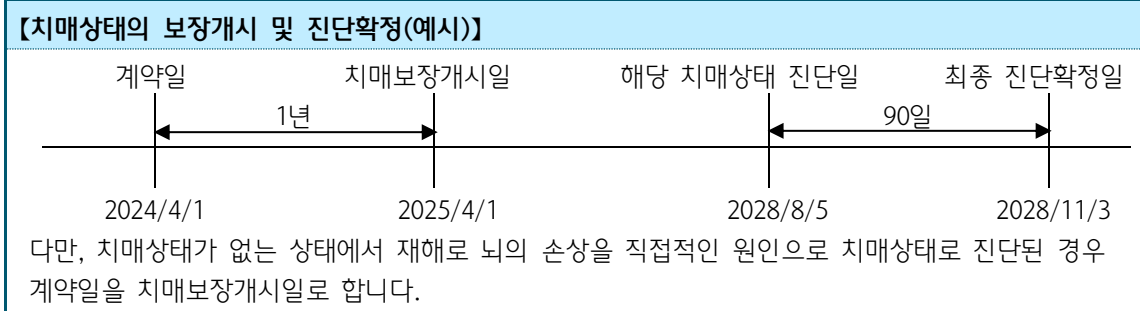 【치매상태의 보장개시 및 진단확정(예시)】
계약일 치매보장개시일 해당 치매상태 진단일 최종 진단확정일
1년 90일
2024/4/1 2025/4/1 2028/8/5 2028/11/3
다만, 치매상태가 없는 상태에서 재해로 뇌의 손상을 직접적인 원인으로 치매상태로 진단된 경우
계약일을 치매보장개시일로 합니다.